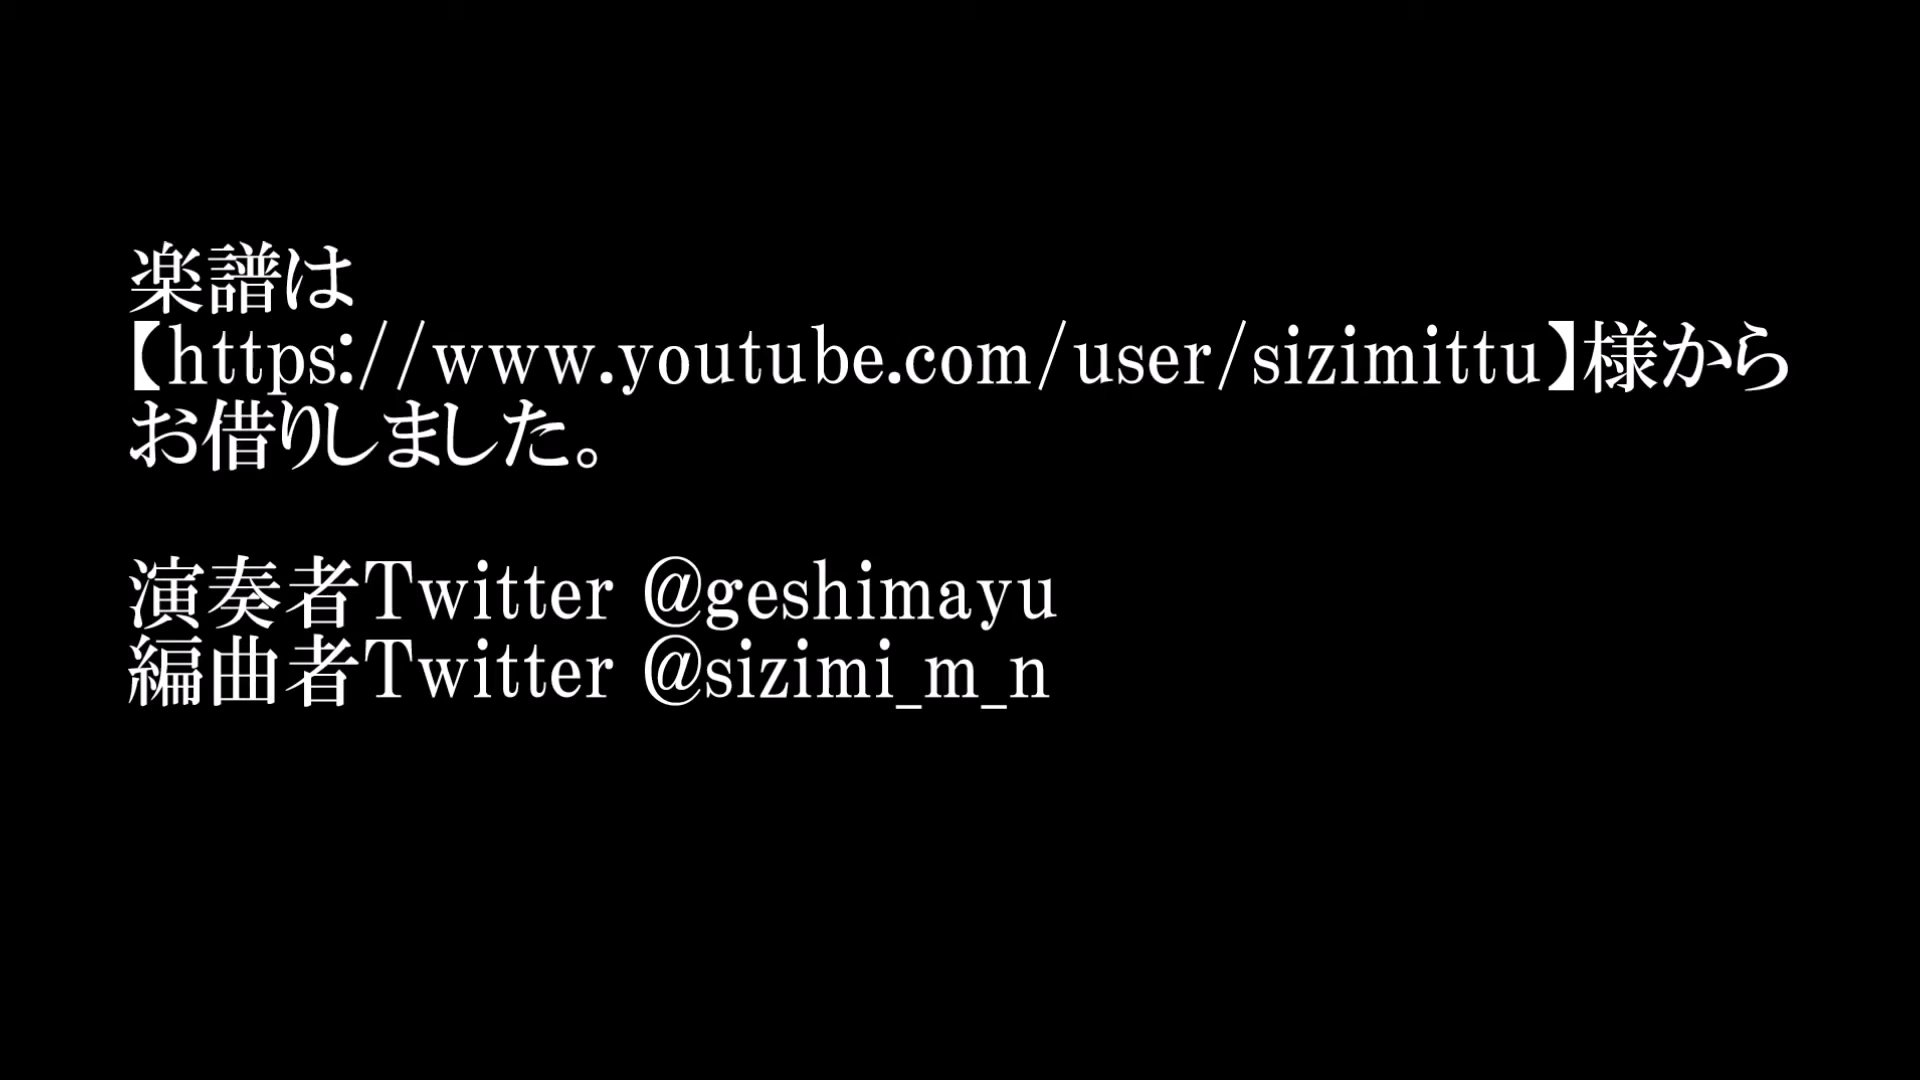 楽譜は
【https://www.youtube.com/user/sizimittu】様から
お借りしました。
演奏者Twitter @geshimayu
編曲者Twitter @sizimi_m_n